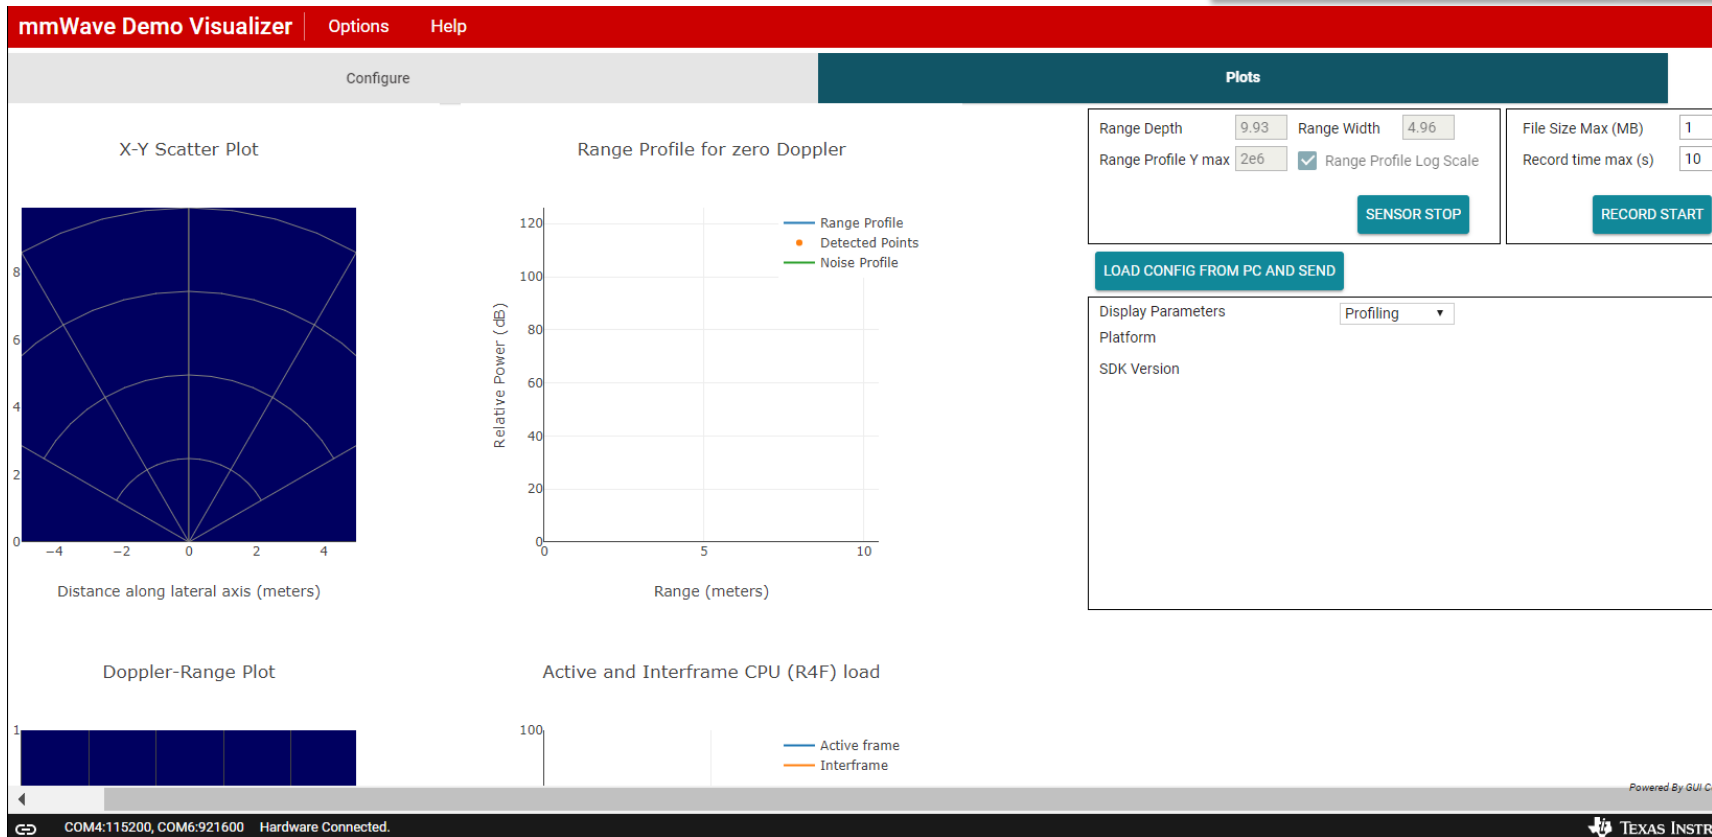 mmWave Demo Visualizer Options Help
Configure Plots
X-Y Scatter Plot
8
6
4
2
0
−4 −2 0 2 4
Distance along lateral axis (meters)
Range Profile for zero Doppler
Relative Power (dB)
120
100
80
60
40
20
0
0 5 10
Range (meters)
Range Profile
Detected Points
Noise Profile
Range Depth 9.93 Range Width 4.96
Range Profile Y max 2e6 Range Profile Log Scale
SENSOR STOP
File Size Max (MB) 1
Record time max (s) 10
RECORD START
LOAD CONFIG FROM PC AND SEND
Display Parameters Profiling
Platform
SDK Version
Doppler-Range Plot
1
Active and Interframe CPU (R4F) load
100
Active frame
Interframe
Powered By GUI C
COM4:115200, COM6:921600 Hardware Connected.
TEXAS INSTR